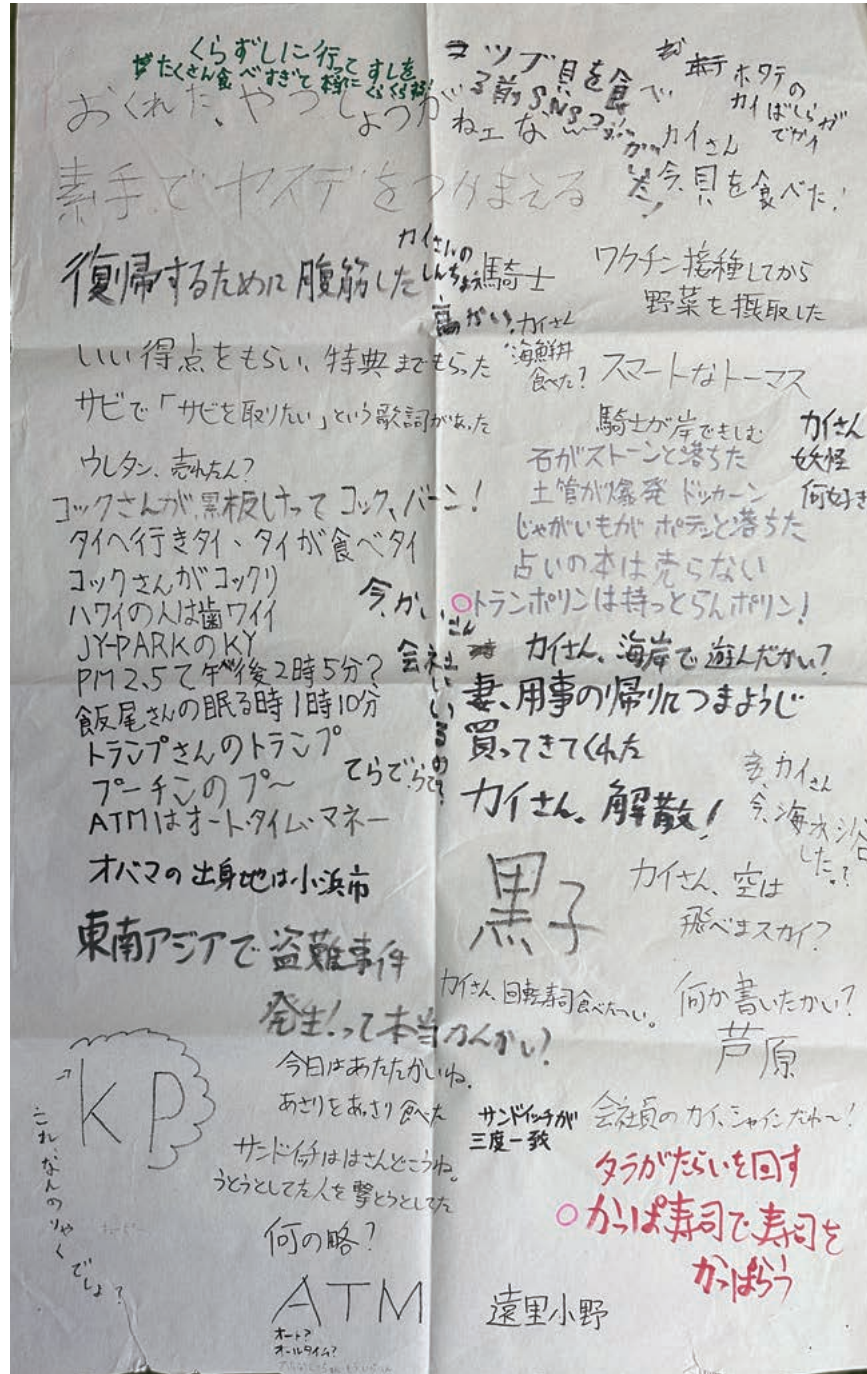 くらずしに行って
たくさん食べすぎて
すしを
おくれた、やつしょうがねェな
素手でヤスデをつかまえる
復帰するために腹筋した
いい得点をもらい、特典までもらった
サビで「サビを取りたい」という歌詞があった
ウレタン、売れたん?
コックさんが黒板けってコック、バーン!
タイへ行きタイ、タイが食べタイ
コックさんがコックリ
ハワイの人は歯ワイイ
JY-PARKのKY
PM2.5で午後2時5分?
飯尾さんの眠る時1時10分
トランプさんのトランプ
プーチンのプ〜
ATMはオートタイム・マネー
オバマの出身地は小浜市
東南アジアで盗難事件
発生!って本当なんかい?
コツブ貝を食べ
る前SNS
ホタテの
カイばしらが
でかイ
カイさん
今、貝を食べた!
カイさんの
しんちょう
高かい。
騎士
ワクチン接種してから
野菜を摂取した
カイさん
海鮮丼
食べた?
スマートなトーマス
騎士が岸できしむ
カイさん
妖怪
何好き
石がストーンと落ちた
土管が爆発 ドッカーン
じゃがいもが ポテッと落ちた
占いの本は売らない
トランポリンは持っとらんポリン!
今、かいさん
会社にいるの?
てらでらて?
カイさん、海岸で遊んだかい?
妻、用事の帰りにつまようじ
買ってきてくれた
カイさん。解散!
カイさん
今、海水浴
した。?
黒子
カイさん、空は
飛べまスカイ?
カイさん、回転寿司食べたっい。
何か書いたかい?
芦原
KP
これ、なんのりゃくでしょ?
今日はあたたかいね。
あさりをあっさり食べた
サンドイッチははさんどこうね。
うとうとしてた人を撃とうとしてた
何の略?
ATM
オート?
オールタイム?
サンドイッチが
三度一致
会社員のカイ、シャインだわ〜!
タラがたらいを回す
かっぱ寿司で寿司を
かっぱらう
遠里小野